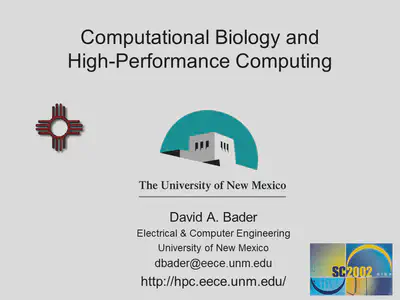 Computational Biology and
High-Performance Computing
The University of New Mexico
David A. Bader
Electrical & Computer Engineering
University of New Mexico
dbader@eece.unm.edu
http://hpc.eece.unm.edu/
SC2002